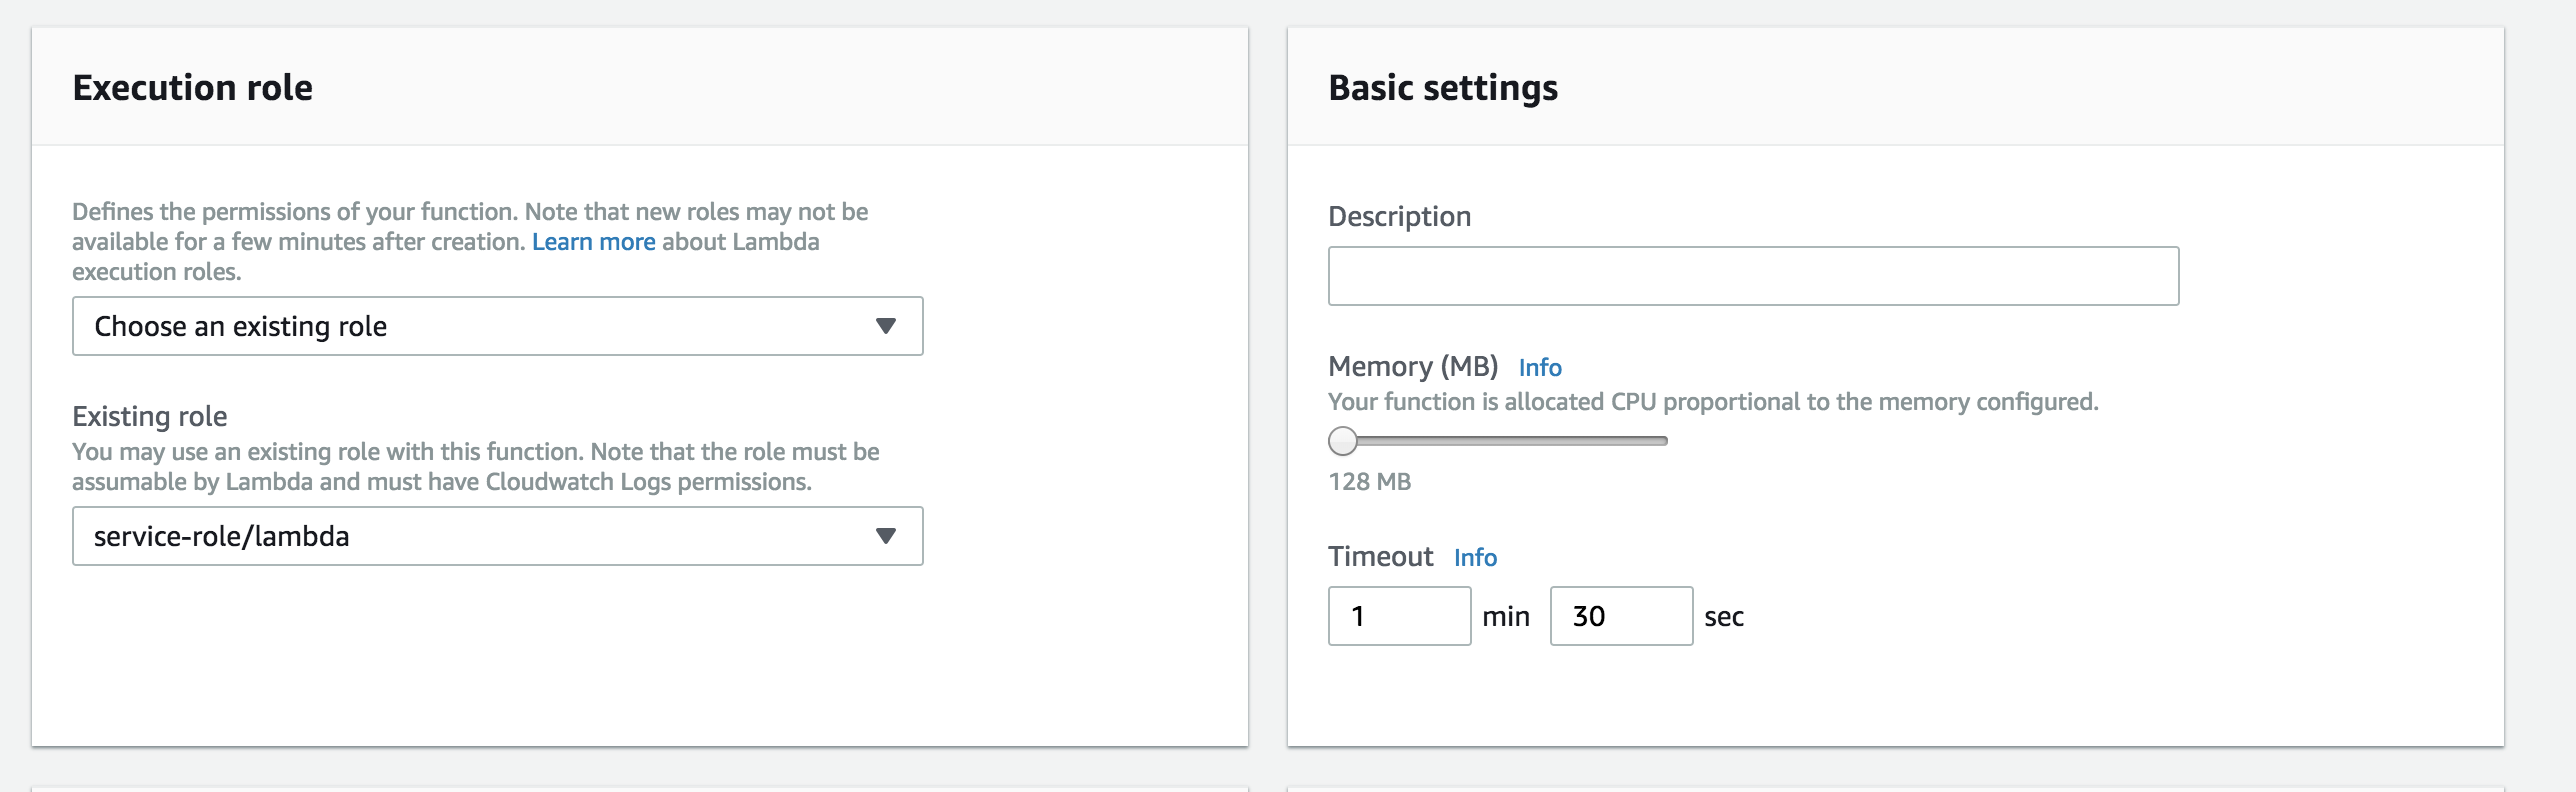 Execution role
Defines the permissions of your function. Note that new roles may not be
available for a few minutes after creation. Learn more about Lambda
execution roles.
Choose an existing role
Existing role
You may use an existing role with this function. Note that the role must be
assumable by Lambda and must have Cloudwatch Logs permissions.
service-role/lambda
Basic settings
Description
Memory (MB) Info
Your function is allocated CPU proportional to the memory configured.
128 MB
Timeout Info
1 min 30 sec